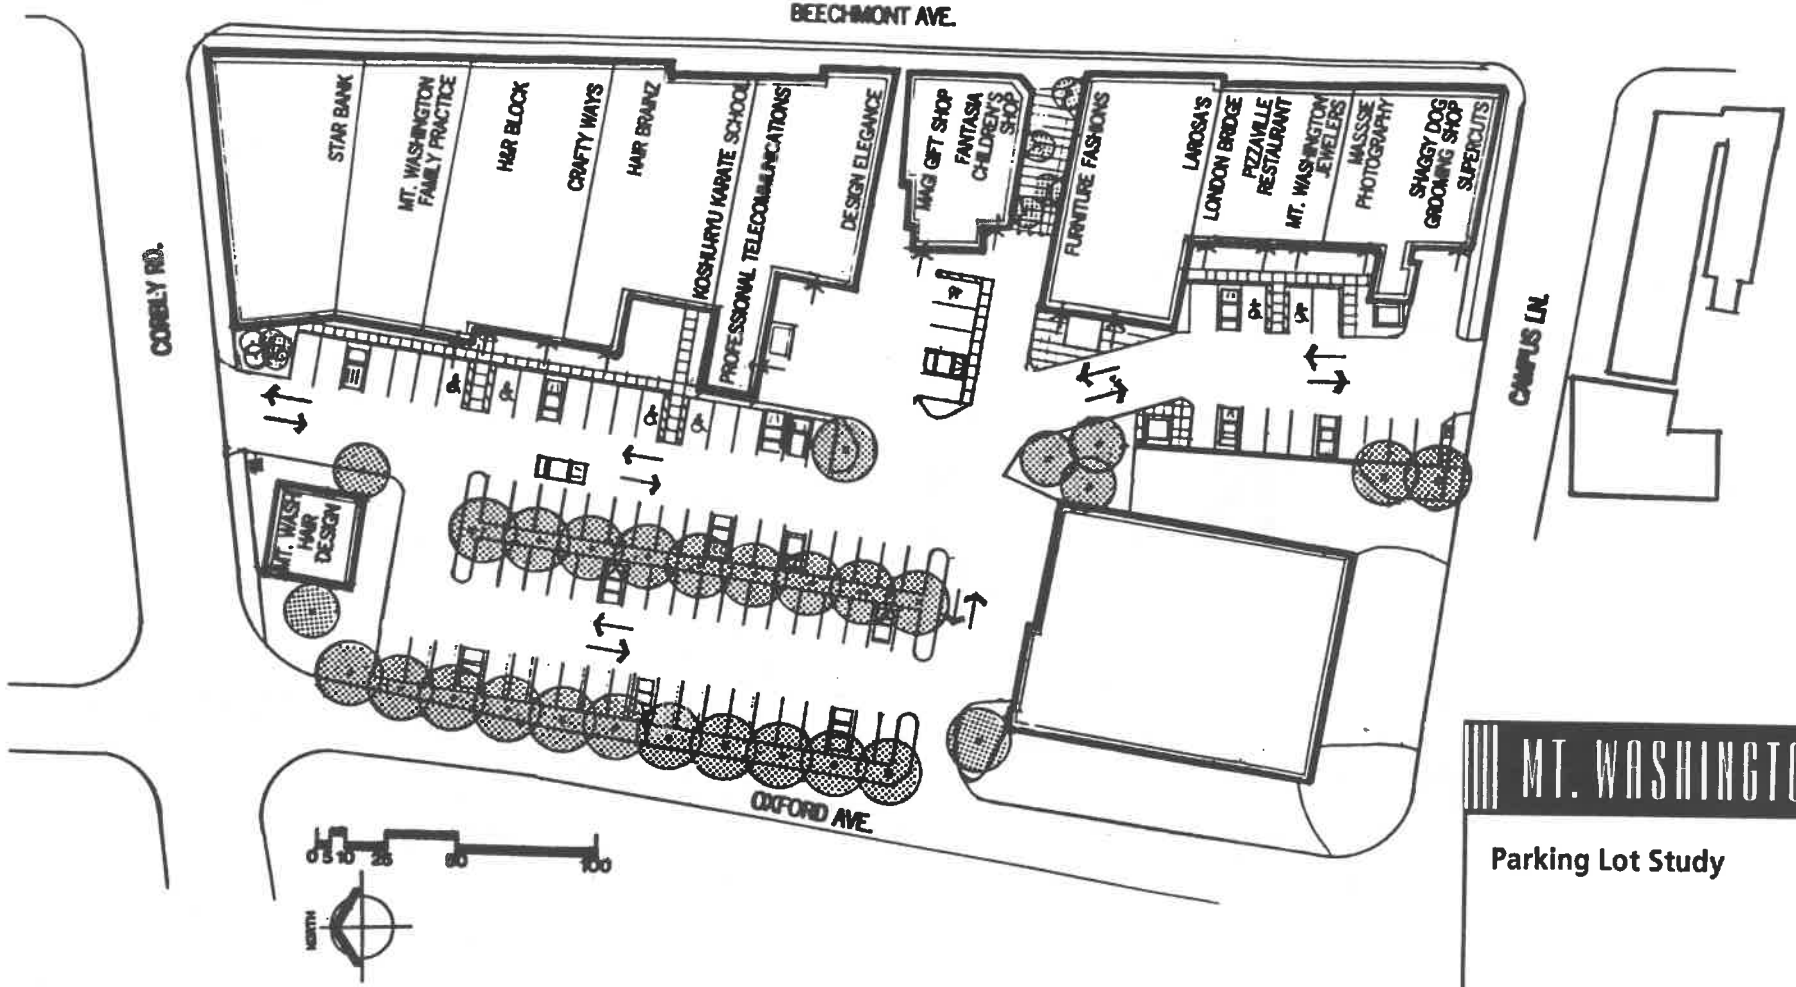 BEECHMONT AVE.
STAR BANK
MT. WASHINGTON
FAMILY PRACTICE
H&R BLOCK
CRAFTY WAYS
HAIR BRAINZ
KOSHU-RYU KARATE SCHOOL
PROFESSIONAL TELECOMMUNICATIONS
DESIGN ELEGANCE
MAGI GIFT SHOP
FANTASIA
CHILDREN'S
SHOP
FURNITURE FASHIONS
LAROSA'S
LONDON BRIDGE
PIZZAVILLE
RESTAURANT
MT. WASHINGTON
JEWELERS
MASSSIE
PHOTOGRAPHY
SHAGGY DOG
GROOMING SHOP
SUPERCUTS
CORBLY RD.
CAMPUS LN.
MT. WASH
HAIR
DESIGN
OXFORD AVE.
0 5 10 25 50 100
NORTH
MT. WASHINGTO
Parking Lot Study